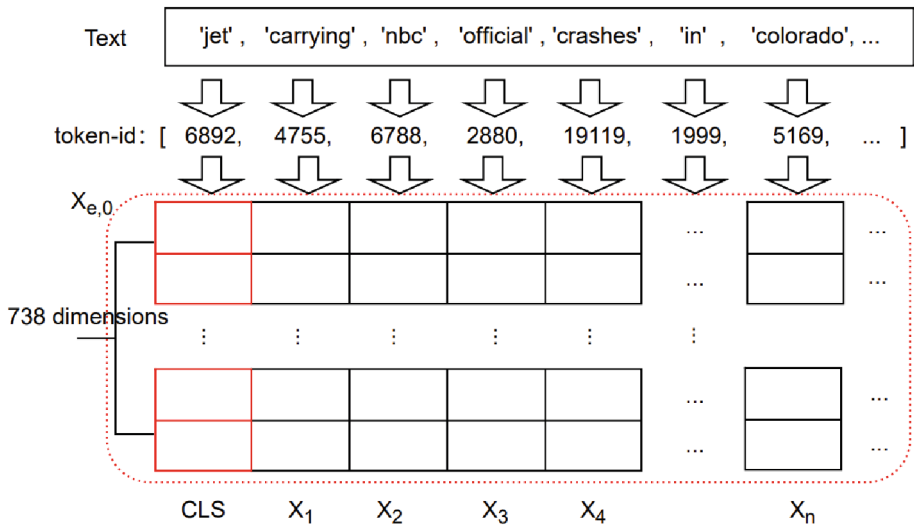 Text 'jet' , 'carrying' , 'nbc' , 'official' , 'crashes' , 'in' , 'colorado', ...
token-id: [ 6892, 4755, 6788, 2880, 19119, 1999, 5169, ... ]
Xe,0
... ...
... ...
738 dimensions
⋮ ⋮ ⋮ ⋮ ⋮ ⋮
... ...
... ...
CLS X1 X2 X3 X4 Xn